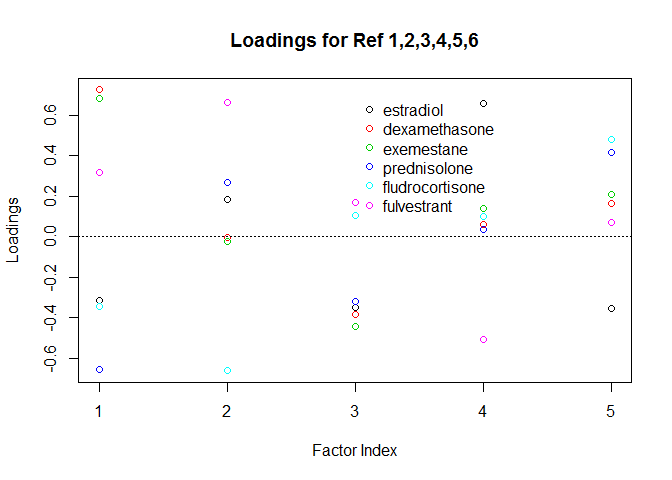 Loadings for Ref 1,2,3,4,5,6
Loadings
0.6
0.4
0.2
0.0
-0.2
-0.4
-0.6
estradiol
dexamethasone
exemestane
prednisolone
fludrocortisone
fulvestrant
1 2 3 4 5
Factor Index